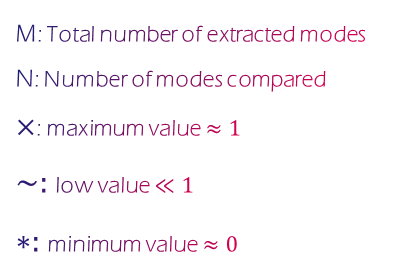 M: Total number of extracted modes
N: Number of modes compared
×: maximum value ≈ 1
~: low value ≪ 1
*: minimum value ≈ 0